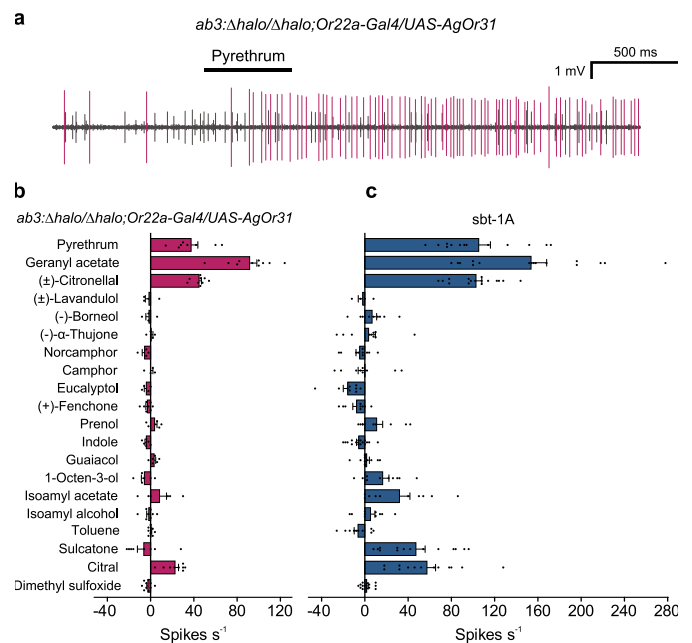 a
ab3:Δhalo/Δhalo;Or22a-Gal4/UAS-AgOr31
Pyrethrum
500 ms
1 mV
b
c
ab3:Δhalo/Δhalo;Or22a-Gal4/UAS-AgOr31
sbt-1A
Pyrethrum
Geranyl acetate
(±)-Citronellal
(±)-Lavandulol
(-)-Borneol
(-)-α-Thujone
Norcamphor
Camphor
Eucalyptol
(+)-Fenchone
Prenol
Indole
Guaiacol
1-Octen-3-ol
Isoamyl acetate
Isoamyl alcohol
Toluene
Sulcatone
Citral
Dimethyl sulfoxide
-40 0 40 80 120
-40 0 40 80 120 160 200 240 280
Spikes s⁻¹
Spikes s⁻¹